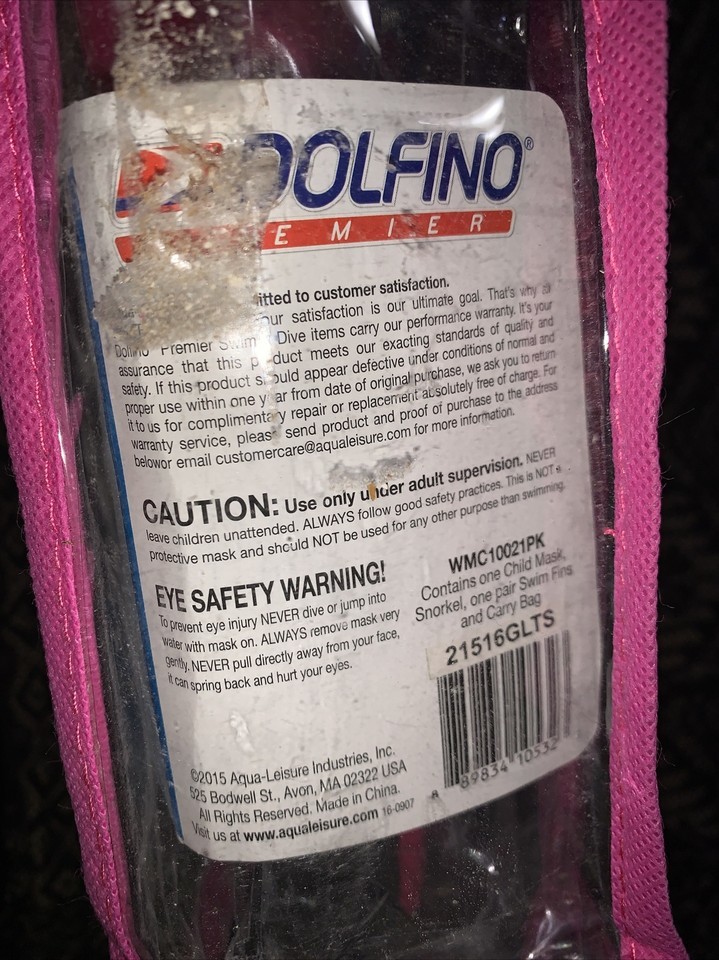 DOLFINO®
EMIER
itted to customer satisfaction.
our satisfaction is our ultimate goal. That's why all
Premier Swim Dive items carry our performance warranty. It's your
assurance that this product meets our exacting standards of quality and
safety. If this product should appear defective under conditions of normal and
proper use within one year from date of original purchase, we ask you to return
it to us for complimentary repair or replacement absolutely free of charge. For
warranty service, please send product and proof of purchase to the address
belowor email customercare@aqualeisure.com for more information.
CAUTION: Use only under adult supervision. NEVER
leave children unattended. ALWAYS follow good safety practices. This is NOT a
protective mask and should NOT be used for any other purpose than swimming.
EYE SAFETY WARNING!
To prevent eye injury NEVER dive or jump into
water with mask on. ALWAYS remove mask very
gently. NEVER pull directly away from your face,
it can spring back and hurt your eyes.
WMC10021PK
Contains one Child Mask,
Snorkel, one pair Swim Fins
and Carry Bag
21516GLTS
89834 10532
©2015 Aqua-Leisure Industries, Inc.
525 Bodwell St., Avon, MA 02322 USA
All Rights Reserved. Made in China.
Visit us at www.aqualeisure.com 16-0907